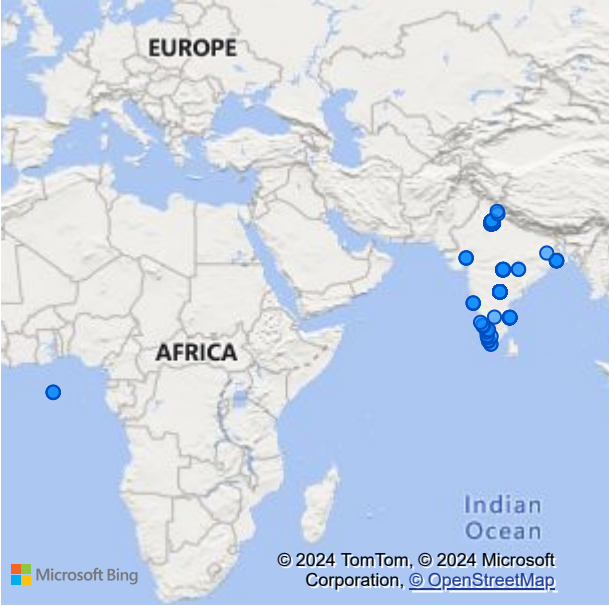 EUROPE
AFRICA
Indian
Ocean
© 2024 TomTom, © 2024 Microsoft
Corporation, © OpenStreetMap
Microsoft Bing